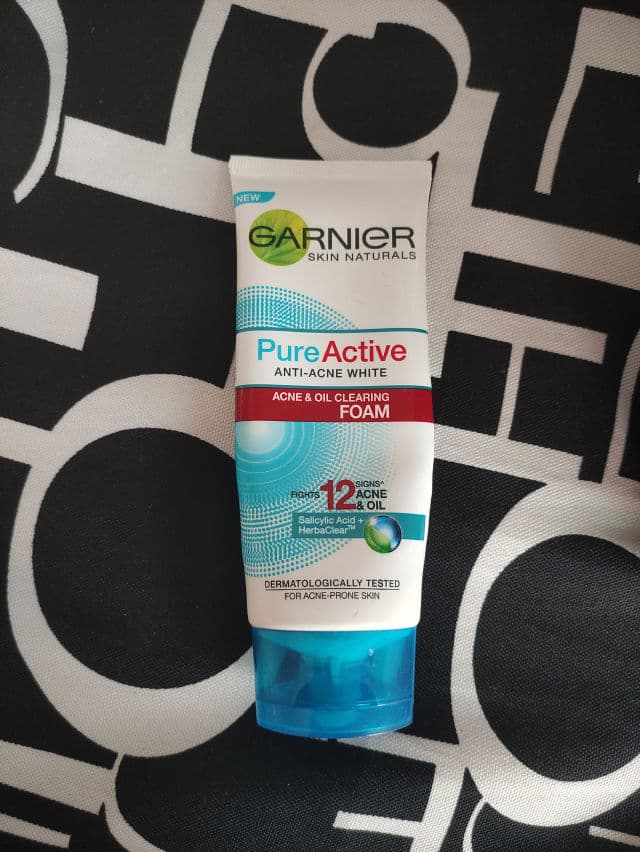 NEW
GARNIER
SKIN NATURALS
PureActive
ANTI-ACNE WHITE
ACNE & OIL CLEARING
FOAM
FIGHTS 12 SIGNS^
ACNE
& OIL
Salicylic Acid +
HerbaClear™
DERMATOLOGICALLY TESTED
FOR ACNE-PRONE SKIN